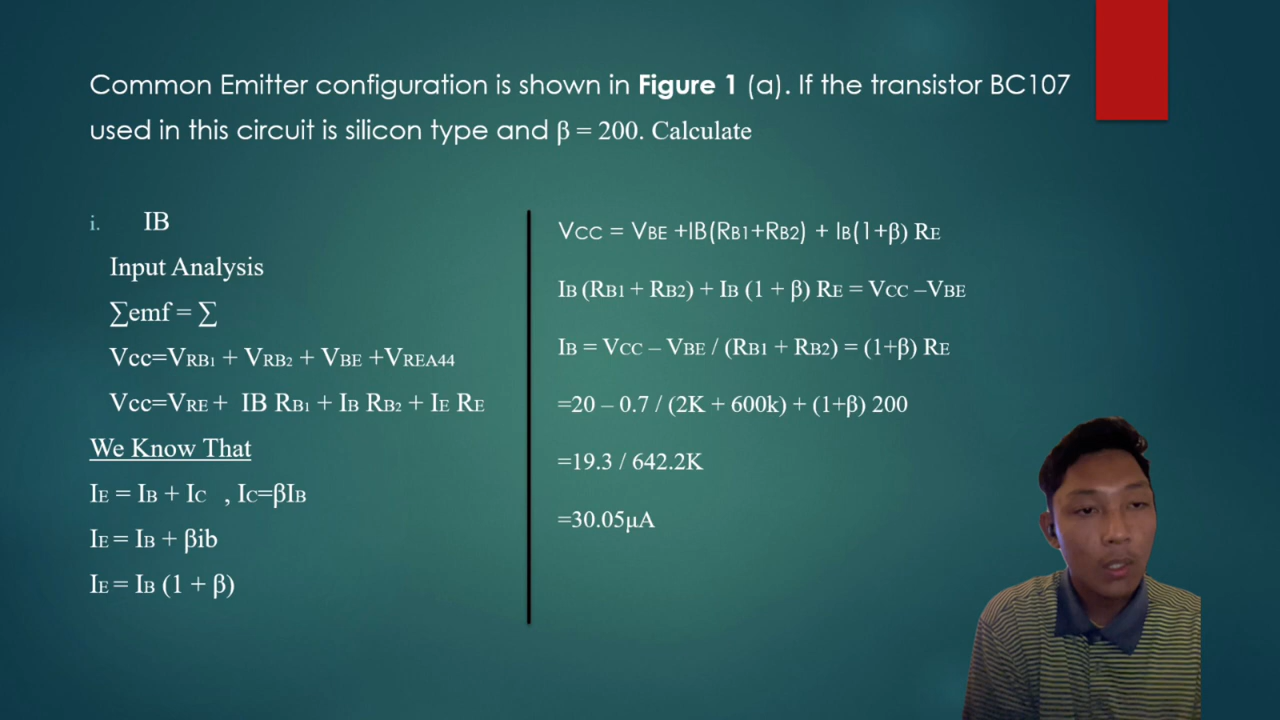 Common Emitter configuration is shown in Figure 1 (a). If the transistor BC107
used in this circuit is silicon type and β = 200. Calculate
i. IB
Input Analysis
∑emf = ∑
Vcc=VRB1 + VRB2 + VBE +VREA44
Vcc=VRE + IB RB1 + IB RB2 + IE RE
We Know That
IE = IB + IC , IC=βIB
IE = IB + βib
IE = IB (1 + β)
VCC = VBE +IB(RB1+RB2) + IB(1+β) RE
IB (RB1 + RB2) + IB (1 + β) RE = VCC –VBE
IB = VCC – VBE / (RB1 + RB2) = (1+β) RE
=20 – 0.7 / (2K + 600k) + (1+β) 200
=19.3 / 642.2K
=30.05µA